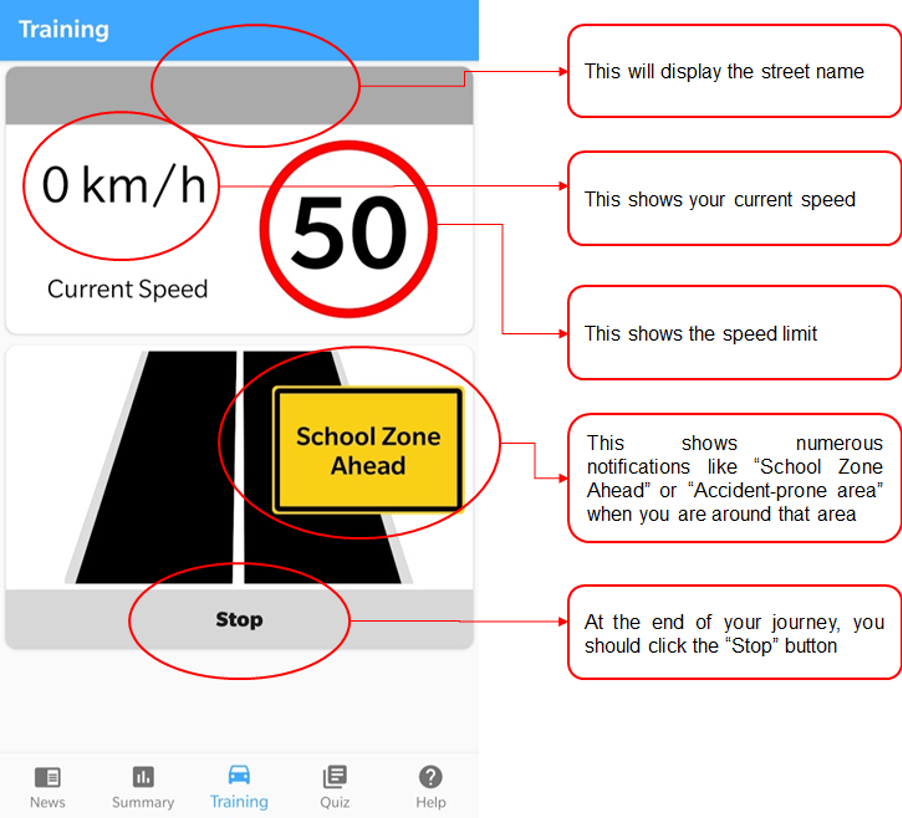 Training
This will display the street name
0 km/h
50
Current Speed
This shows your current speed
This shows the speed limit
School Zone
Ahead
This shows numerous
notifications like “School Zone
Ahead” or “Accident-prone area”
when you are around that area
Stop
At the end of your journey, you
should click the “Stop” button
News Summary Training Quiz Help